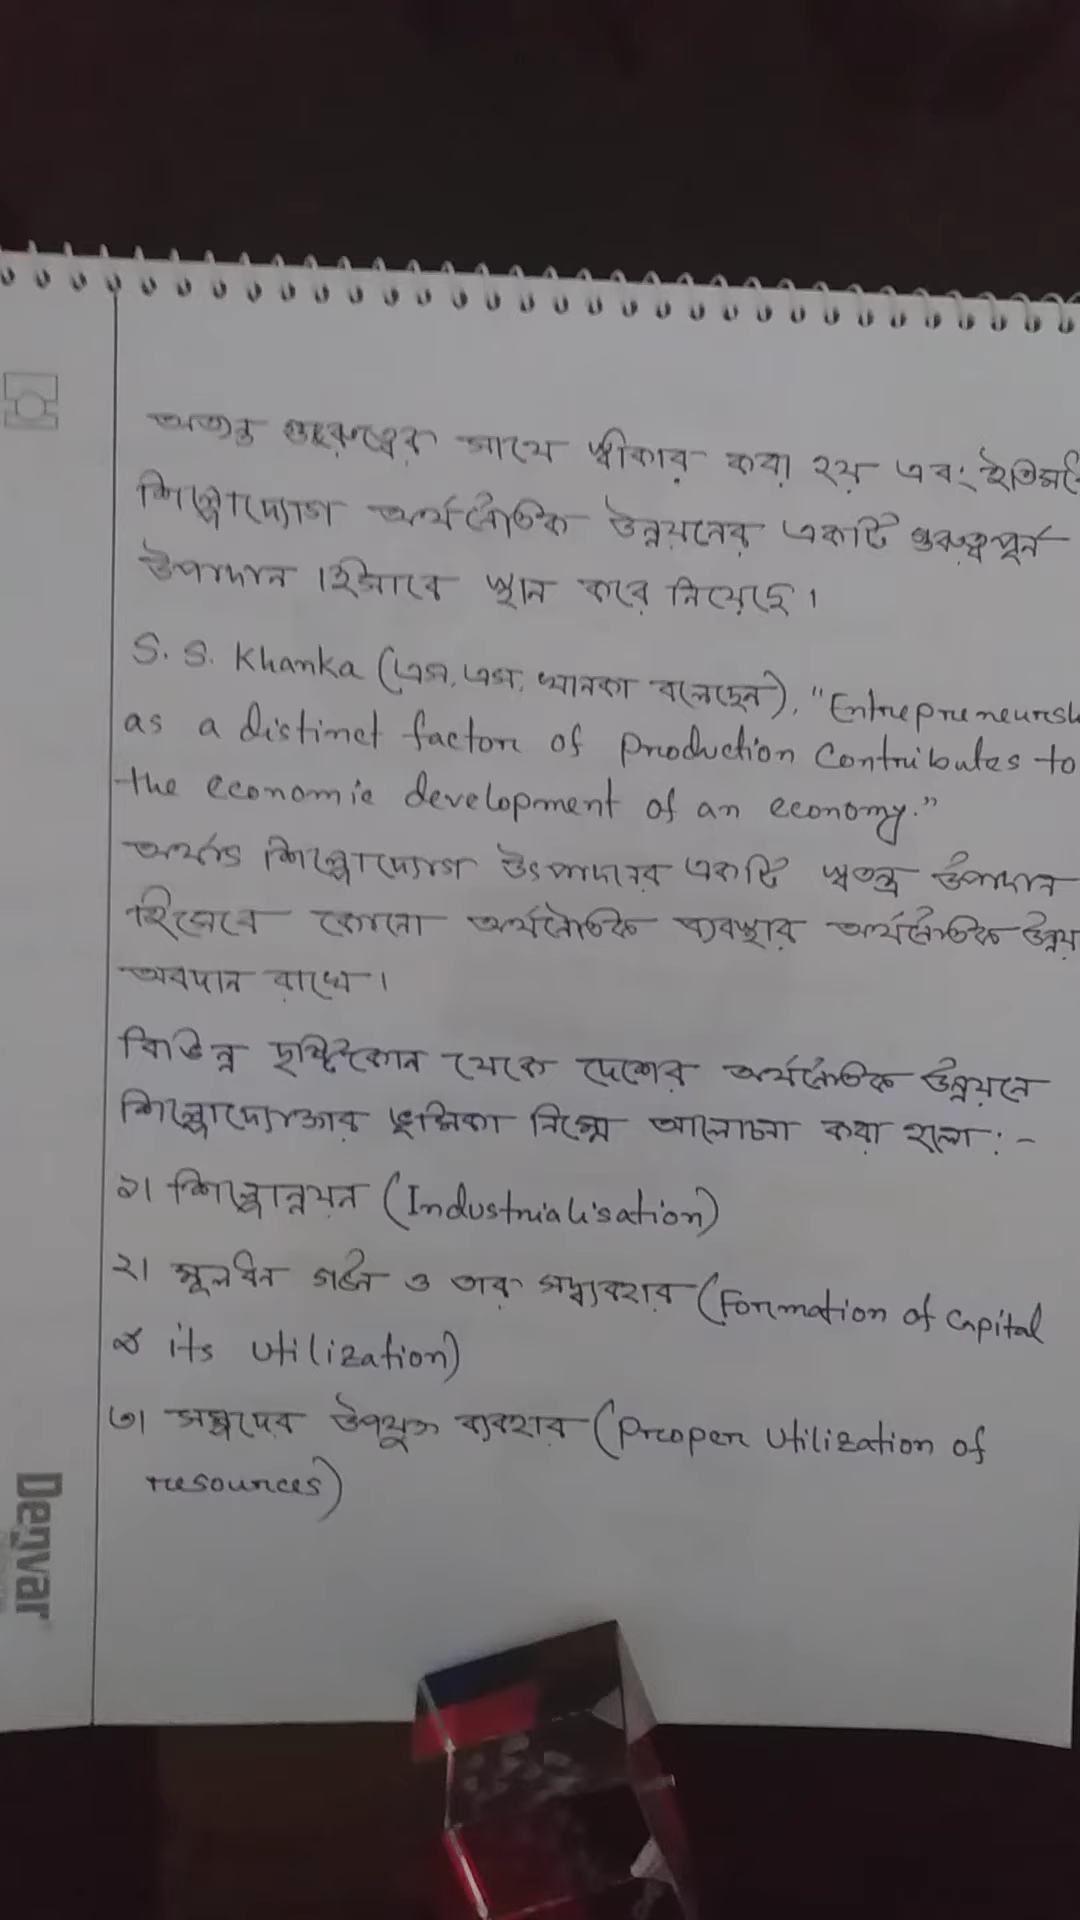 অত্যন্ত গুরুত্বের সাথে স্বীকার করা হয় এবং ইতিমধ্যে
শিল্পোদ্যোগ অর্থনৈতিক উন্নয়নের একটি গুরুত্বপূর্ন
উপাদান হিসাবে স্থান করে নিয়েছে।
S. S. Khanka (এস. এস. খানকা বলেছেন), "Entrepreneursh
as a distinct factor of production contributes to
the economic development of an economy."
অর্থাৎ শিল্পোদ্যোগ উৎপাদনের একটি স্বতন্ত্র উপাদান
হিসেবে কোনো অর্থনৈতিক ব্যবস্থার অর্থনৈতিক উন্নয়
অবদান রাখে।
বিভিন্ন দৃষ্টিকোন থেকে দেশের অর্থনৈতিক উন্নয়নে
শিল্পোদ্যোক্তার ভূমিকা নিম্নে আলোচনা করা হলো:-
১। শিল্পোন্নয়ন (Industrialisation)
২। মূলধন গঠন ও তার সদ্ব্যবহার (Formation of Capital
& its utilization)
৩। সম্পদের উপযুক্ত ব্যবহার (Proper Utilization of
resources)
Denvar